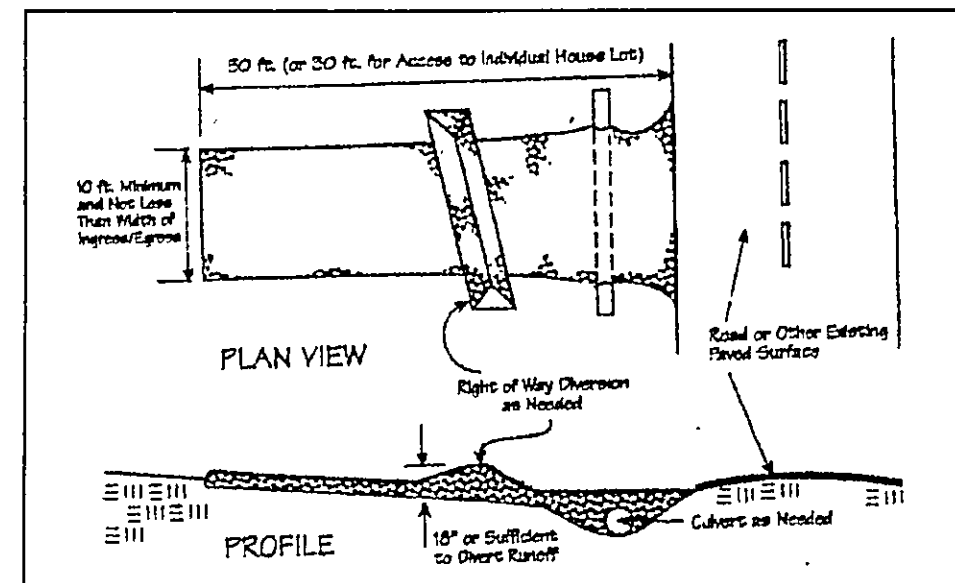 50 ft. (or 30 ft. for Access to Individual House Lot)
10 ft. Minimum
and Not Less
Than Width of
Ingress/Egress
PLAN VIEW
Right of Way Diversion
as Needed
Road or Other Existing
Paved Surface
18" or Sufficient
to Divert Runoff
Culvert as Needed
PROFILE